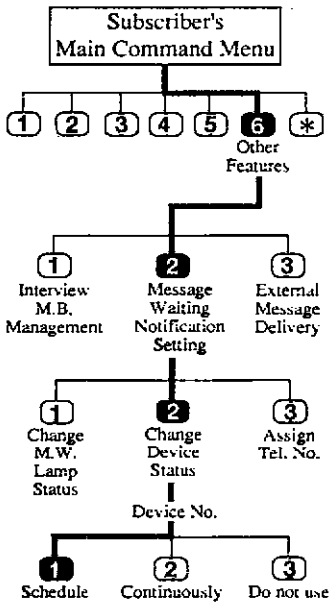 Subscriber's
Main Command Menu
1 2 3 4 5 6 *
Other
Features
1 2 3
Interview Message External
M.B. Waiting Message
Management Notification Delivery
Setting
1 2 3
Change Change Assign
M.W. Device Tel. No.
Lamp Status
Status
Device No.
1 2 3
Schedule Continuously Do not use